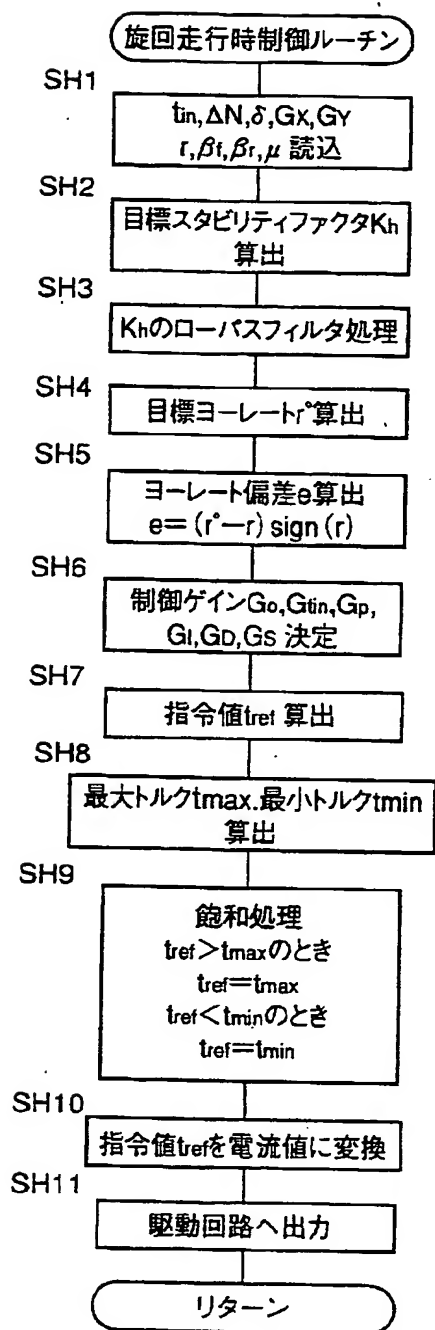 旋回走行時制御ルーチン
SH1
tin,ΔN,δ,GX,GY
r,βf,βr,μ 読込
SH2
目標スタビリティファクタKh
算出
SH3
Khのローパスフィルタ処理
SH4
目標ヨーレートr°算出
SH5
ヨーレート偏差e算出
e=(r°ーr)sign(r)
SH6
制御ゲインGo,Gtin,Gp,
GI,GD,GS 決定
SH7
指令値tref 算出
SH8
最大トルクtmax.最小トルクtmin
算出
SH9
飽和処理
tref>tmaxのとき
tref=tmax
tref<tminのとき
tref=tmin
SH10
指令値trefを電流値に変換
SH11
駆動回路へ出力
リターン